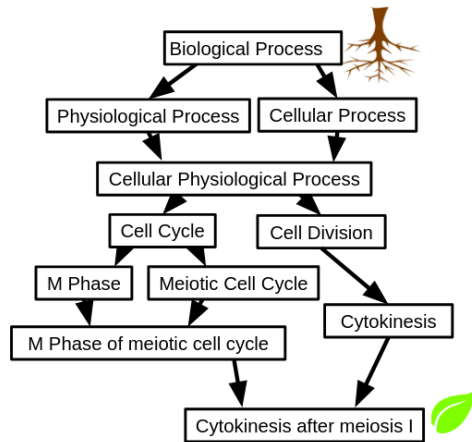 Biological Process
Physiological Process
Cellular Process
Cellular Physiological Process
Cell Cycle
Cell Division
M Phase
Meiotic Cell Cycle
Cytokinesis
M Phase of meiotic cell cycle
Cytokinesis after meiosis I